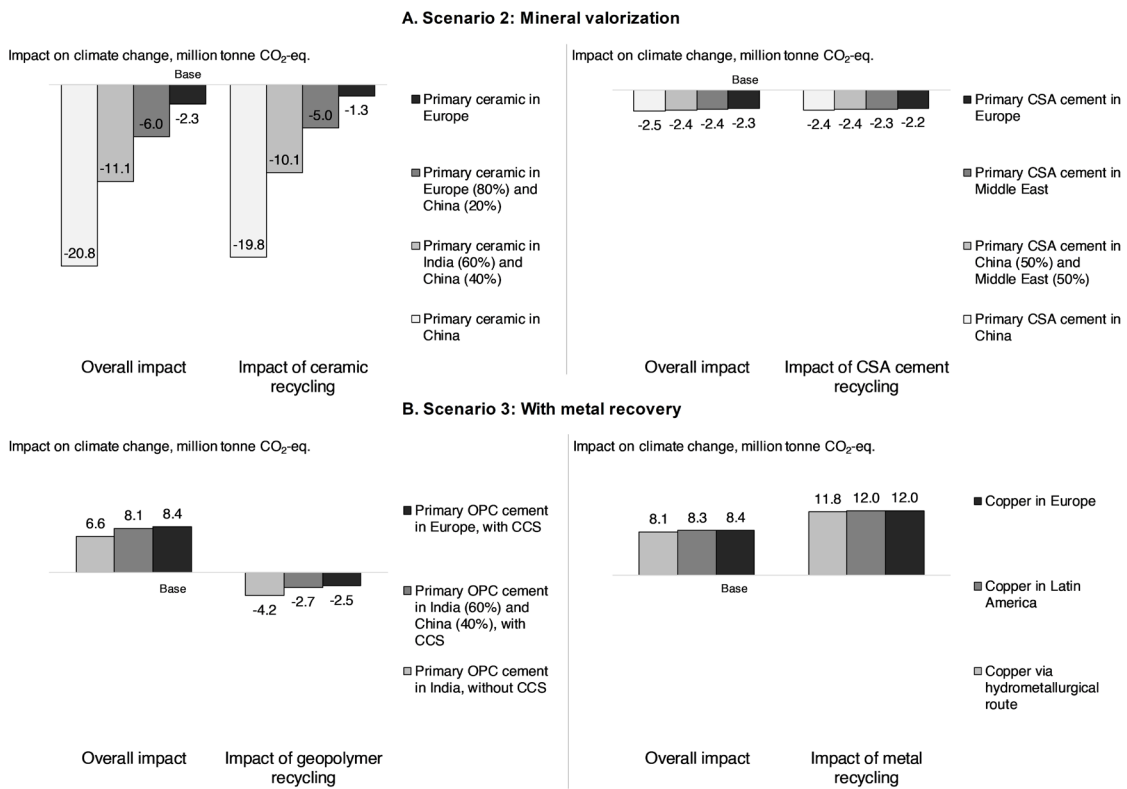 A. Scenario 2: Mineral valorization
Impact on climate change, million tonne CO₂-eq.
Base
-20.8
-11.1
-6.0
-2.3
-19.8
-10.1
-5.0
-1.3
Overall impact
Impact of ceramic
recycling
Primary ceramic in
Europe
Primary ceramic in
Europe (80%) and
China (20%)
Primary ceramic in
India (60%) and
China (40%)
Primary ceramic in
China
Impact on climate change, million tonne CO₂-eq.
Base
-2.5
-2.4
-2.4
-2.3
-2.4
-2.4
-2.3
-2.2
Overall impact
Impact of CSA cement
recycling
Primary CSA cement in
Europe
Primary CSA cement in
Middle East
Primary CSA cement in
China (50%) and
Middle East (50%)
Primary CSA cement in
China
B. Scenario 3: With metal recovery
Impact on climate change, million tonne CO₂-eq.
6.6
8.1
8.4
Base
-4.2
-2.7
-2.5
Overall impact
Impact of geopolymer
recycling
Primary OPC cement
in Europe, with CCS
Primary OPC cement
in India (60%) and
China (40%), with
CCS
Primary OPC cement
in India, without CCS
Impact on climate change, million tonne CO₂-eq.
8.1
8.3
8.4
Base
11.8
12.0
12.0
Overall impact
Impact of metal
recycling
Copper in Europe
Copper in Latin
America
Copper via
hydrometallurgical
route